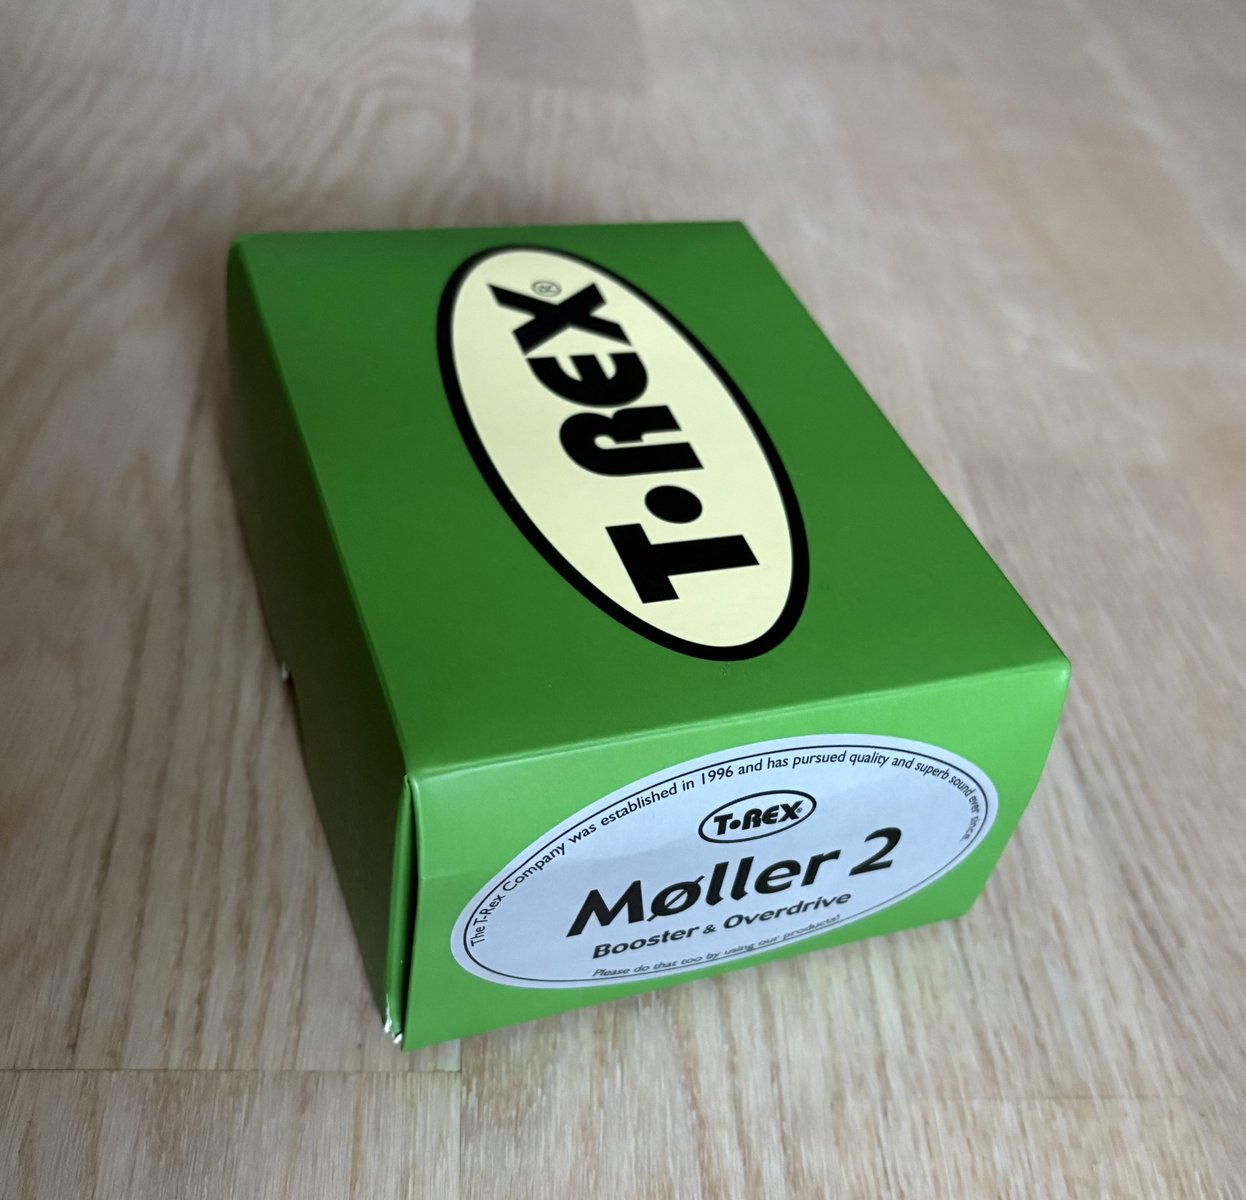 T•REX®
The T-Rex Company was established in 1996 and has pursued quality and superb sound ever since!
T•REX®
Møller 2
Booster & Overdrive
Please do that too by using our products!